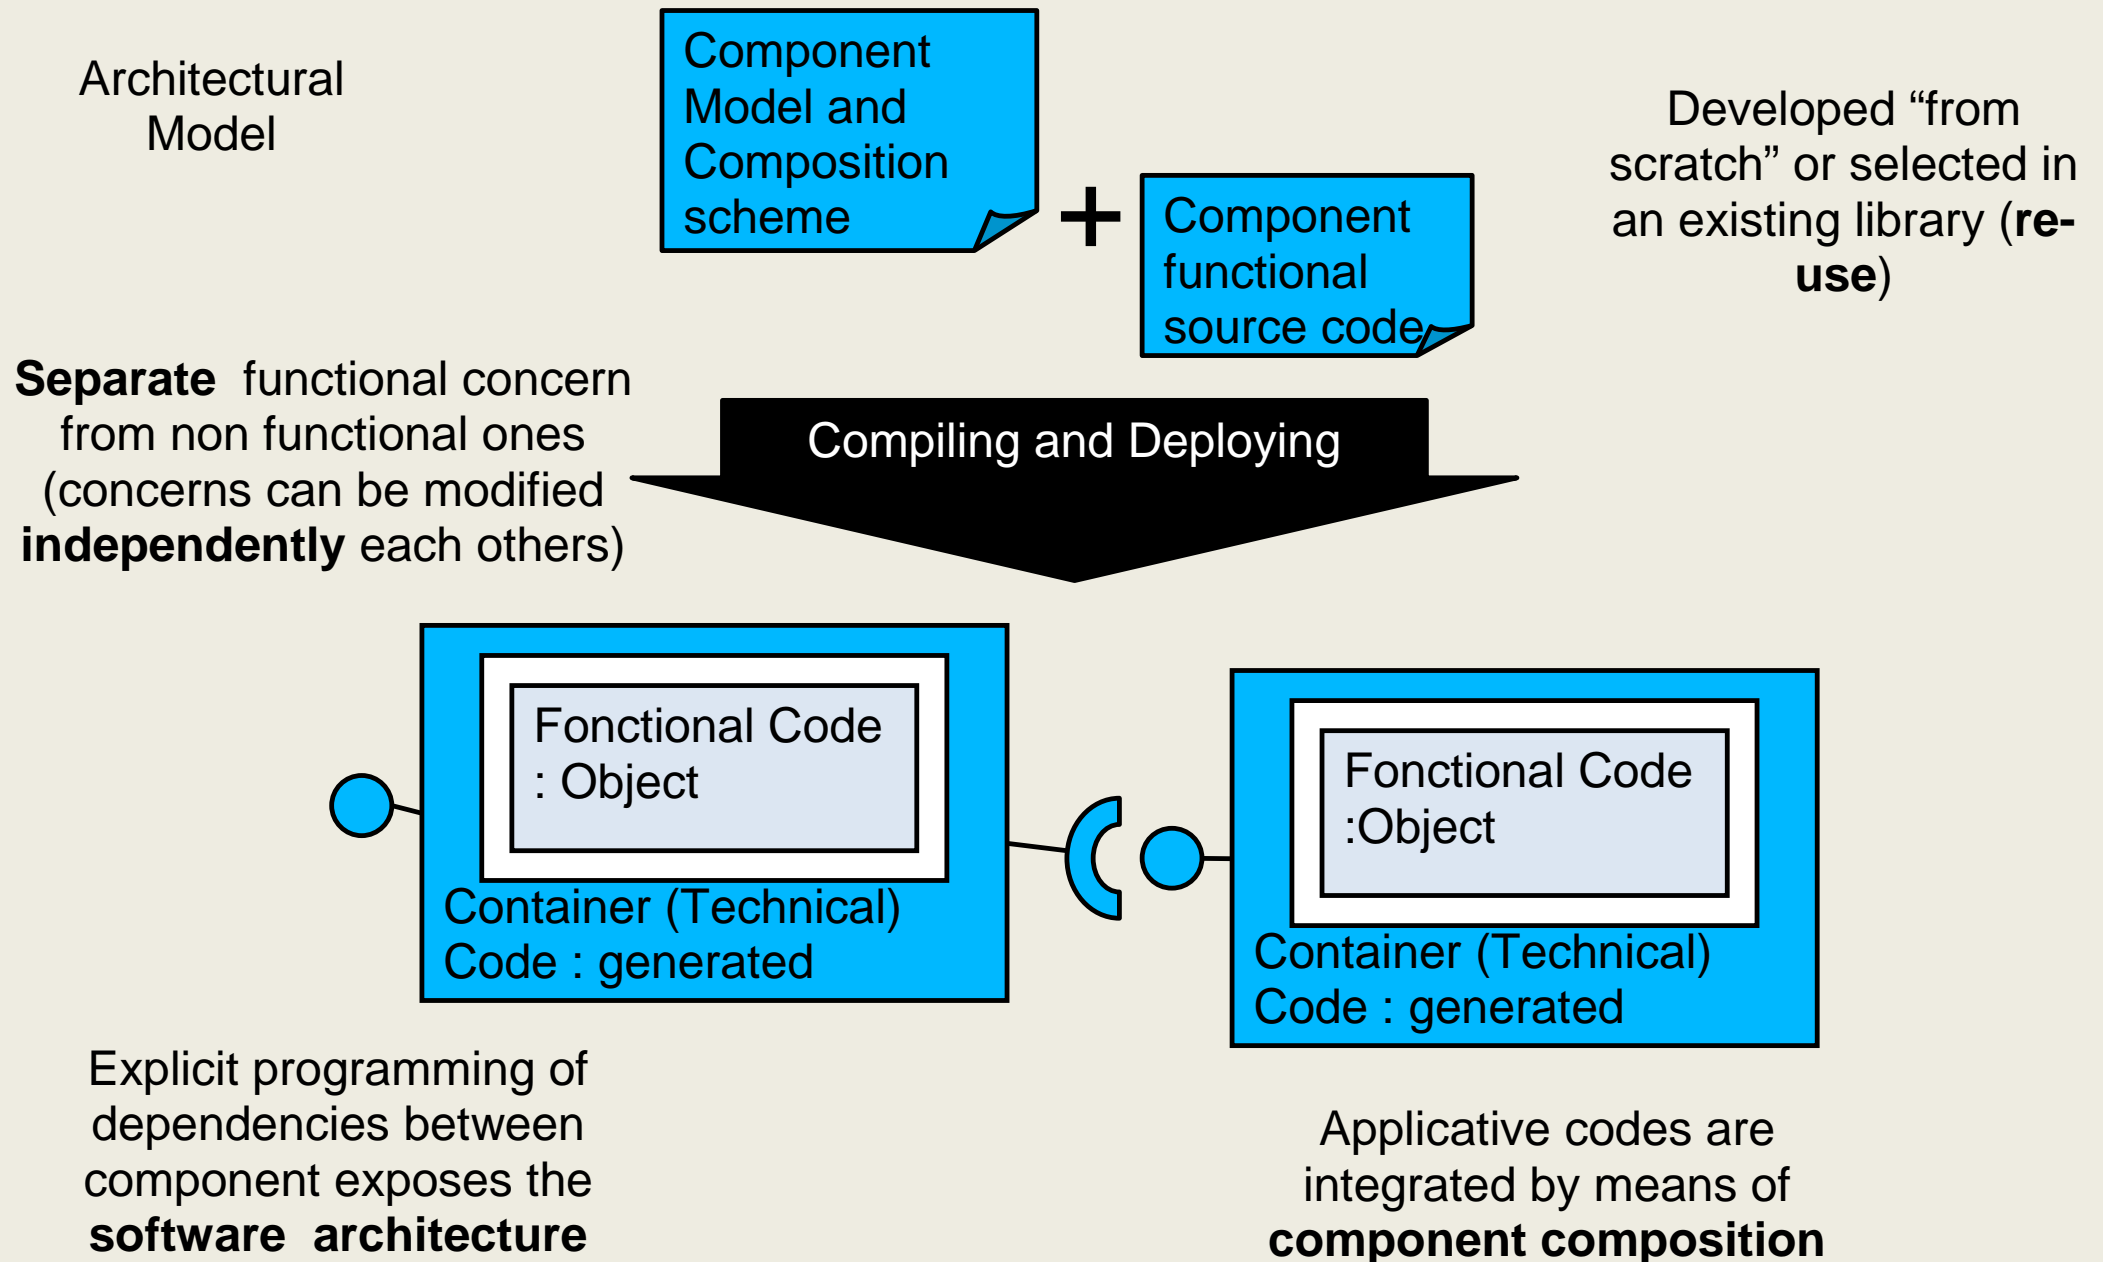 Architectural
Model
Component
Model and
Composition
scheme
+
Component
functional
source code
Developed “from
scratch” or selected in
an existing library (re-
use)
Separate  functional concern
from non functional ones
(concerns can be modified
independently each others)
Compiling and Deploying
Fonctional Code
: Object
Container (Technical)
Code : generated
Fonctional Code
:Object
Container (Technical)
Code : generated
Explicit programming of
dependencies between
component exposes the
software  architecture
Applicative codes are
integrated by means of
component composition